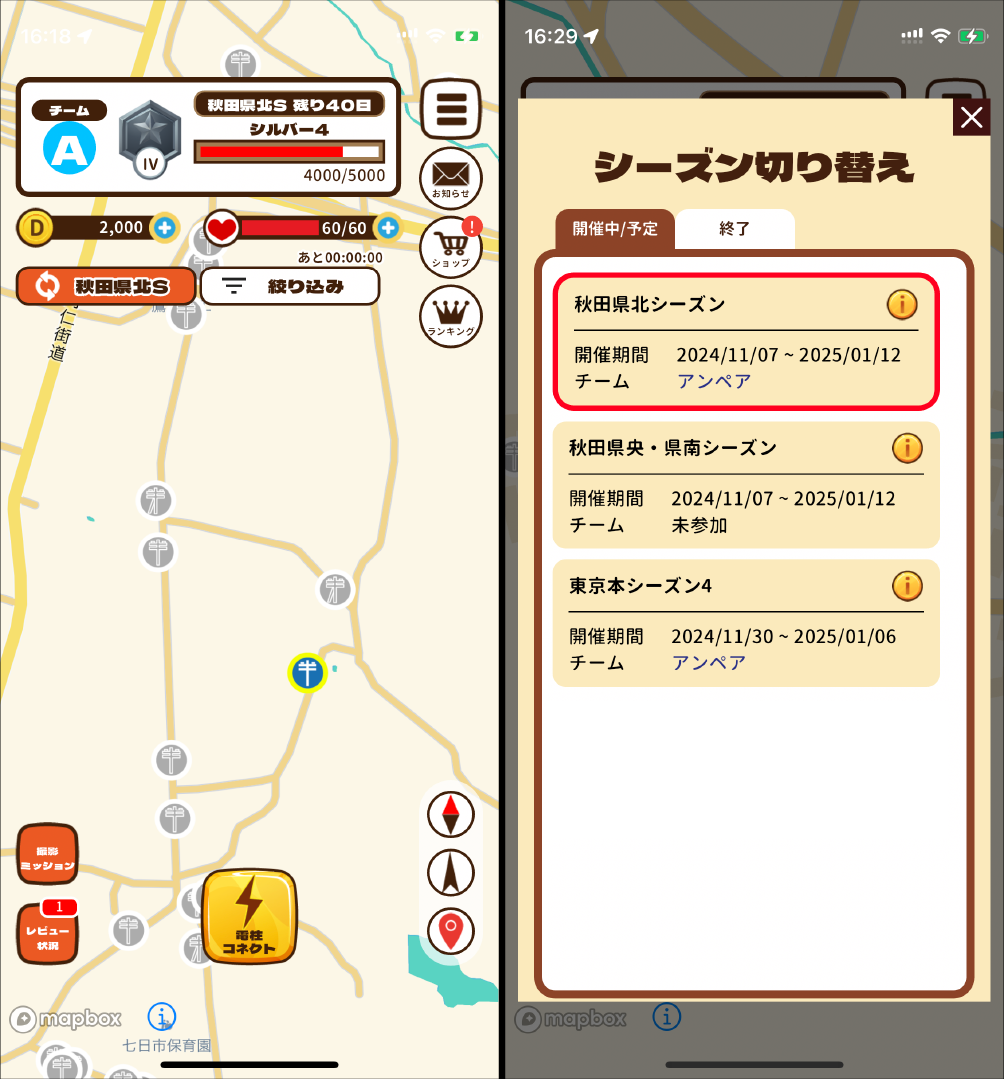 16:18
チーム
A
IV
秋田県北S 残り40日
シルバー4
4000/5000
D 2,000
60/60
あと00:00:00
秋田県北S
絞り込み
お知らせ
!
ショップ
ランキング
仁街道
撮影
ミッション
1
レビュー
状況
電柱
コネクト
mapbox
i
七日市保育園
16:29
シーズン切り替え
開催中/予定
終了
秋田県北シーズン
i
開催期間 2024/11/07 ~ 2025/01/12
チーム アンペア
秋田県央・県南シーズン
i
開催期間 2024/11/07 ~ 2025/01/12
チーム 未参加
東京本シーズン4
i
開催期間 2024/11/30 ~ 2025/01/06
チーム アンペア
mapbox
i